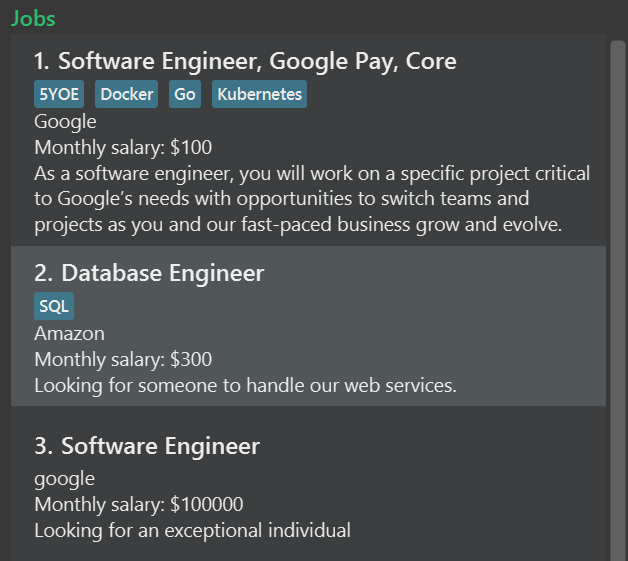 Jobs
1. Software Engineer, Google Pay, Core
5YOE Docker Go Kubernetes
Google
Monthly salary: $100
As a software engineer, you will work on a specific project critical
to Google’s needs with opportunities to switch teams and
projects as you and our fast-paced business grow and evolve.
2. Database Engineer
SQL
Amazon
Monthly salary: $300
Looking for someone to handle our web services.
3. Software Engineer
google
Monthly salary: $100000
Looking for an exceptional individual